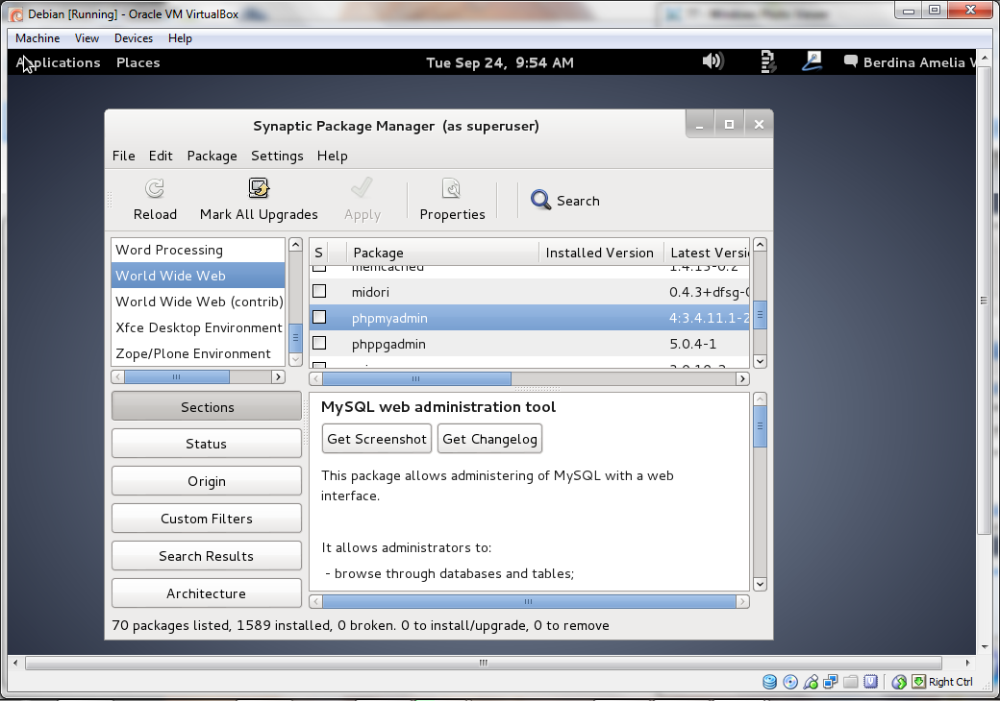 Debian [Running] - Oracle VM VirtualBox
Machine View Devices Help
Applications Places Tue Sep 24, 9:54 AM Berdina Amelia
Synaptic Package Manager (as superuser)
File Edit Package Settings Help
Reload Mark All Upgrades Apply Properties Search
Word Processing
World Wide Web
World Wide Web (contrib)
Xfce Desktop Environment
Zope/Plone Environment
S Package Installed Version Latest Versi
memcached 1.4.13-0.2
midori 0.4.3+dfsg-0
phpmyadmin 4:3.4.11.1-2
phppgadmin 5.0.4-1
Sections
Status
Origin
Custom Filters
Search Results
Architecture
MySQL web administration tool
Get Screenshot Get Changelog
This package allows administering of MySQL with a web
interface.
It allows administrators to:
- browse through databases and tables;
70 packages listed, 1589 installed, 0 broken. 0 to install/upgrade, 0 to remove
Right Ctrl